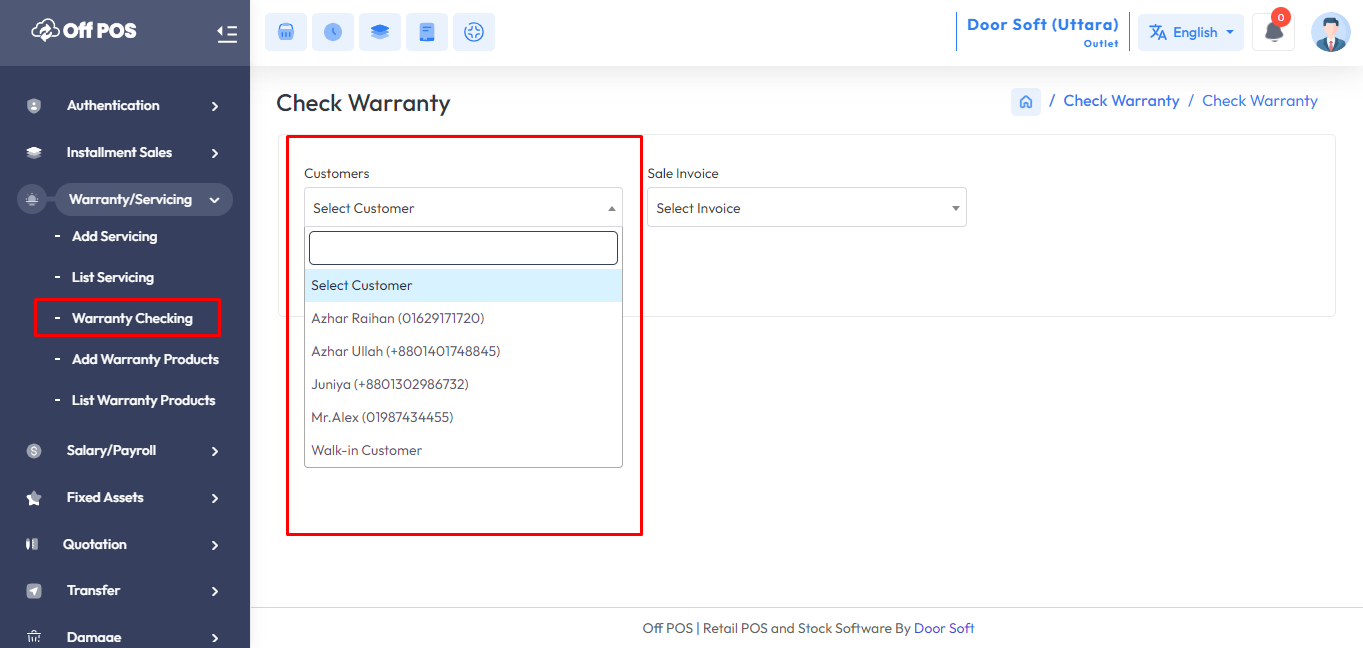 Off POS
Authentication
Installment Sales
Warranty/Servicing
- Add Servicing
- List Servicing
- Warranty Checking
- Add Warranty Products
- List Warranty Products
Salary/Payroll
Fixed Assets
Quotation
Transfer
Damage
Door Soft (Uttara)
Outlet
English
0
Check Warranty
/ Check Warranty / Check Warranty
Customers
Select Customer
Select Customer
Azhar Raihan (01629171720)
Azhar Ullah (+8801401748845)
Juniya (+8801302986732)
Mr.Alex (01987434455)
Walk-in Customer
Sale Invoice
Select Invoice
Off POS | Retail POS and Stock Software By Door Soft